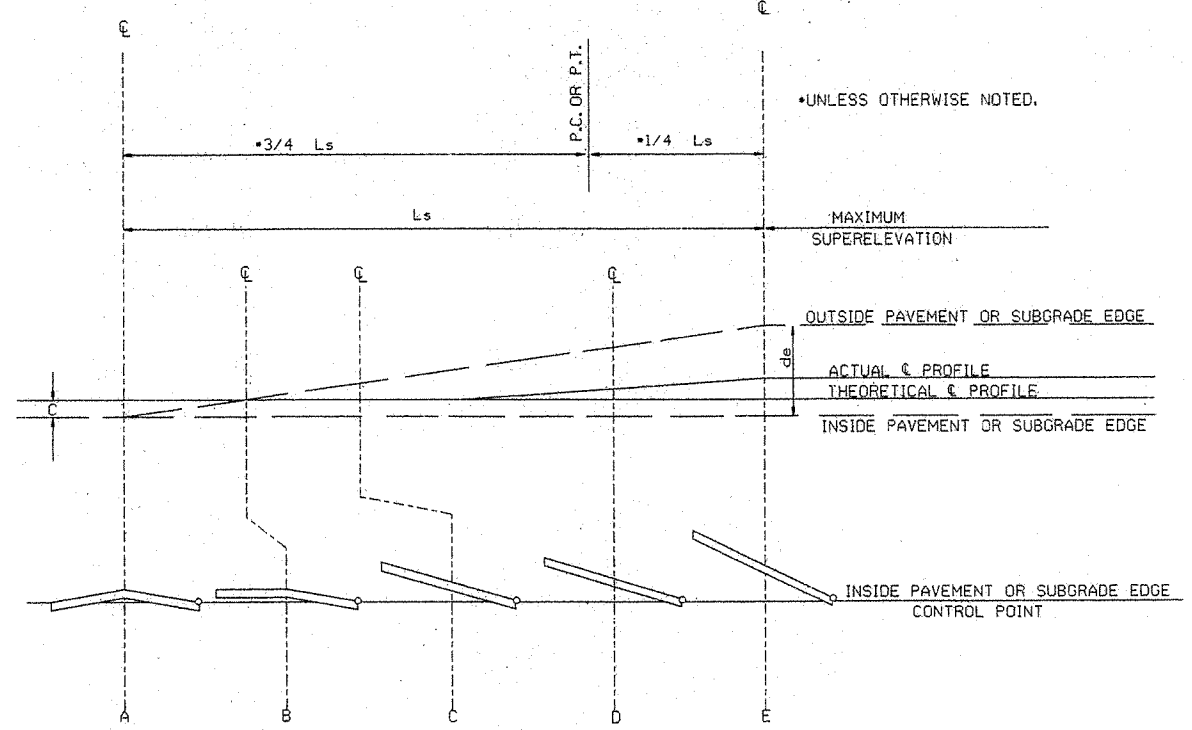 ℄
℄
P.C. OR P.T.
*UNLESS OTHERWISE NOTED.
*3/4 Ls
*1/4 Ls
Ls
MAXIMUM
SUPERELEVATION
℄
℄
℄
OUTSIDE PAVEMENT OR SUBGRADE EDGE
de
ACTUAL ℄ PROFILE
THEORETICAL ℄ PROFILE
C
INSIDE PAVEMENT OR SUBGRADE EDGE
INSIDE PAVEMENT OR SUBGRADE EDGE
CONTROL POINT
A
B
C
D
E